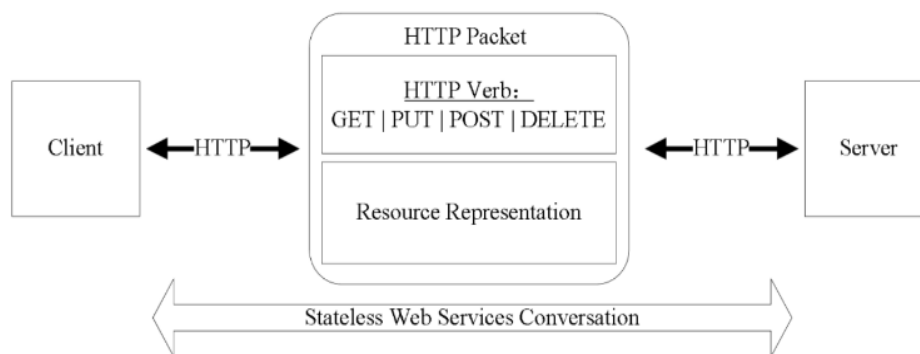 HTTP Packet
HTTP Verb：
GET | PUT | POST | DELETE
Client
HTTP
HTTP
Server
Resource Representation
Stateless Web Services Conversation